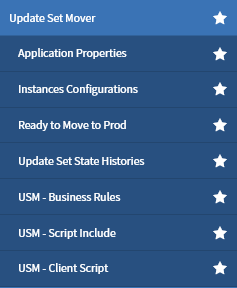 Update Set Mover
Application Properties
Instances Configurations
Ready to Move to Prod
Update Set State Histories
USM - Business Rules
USM - Script Include
USM - Client Script